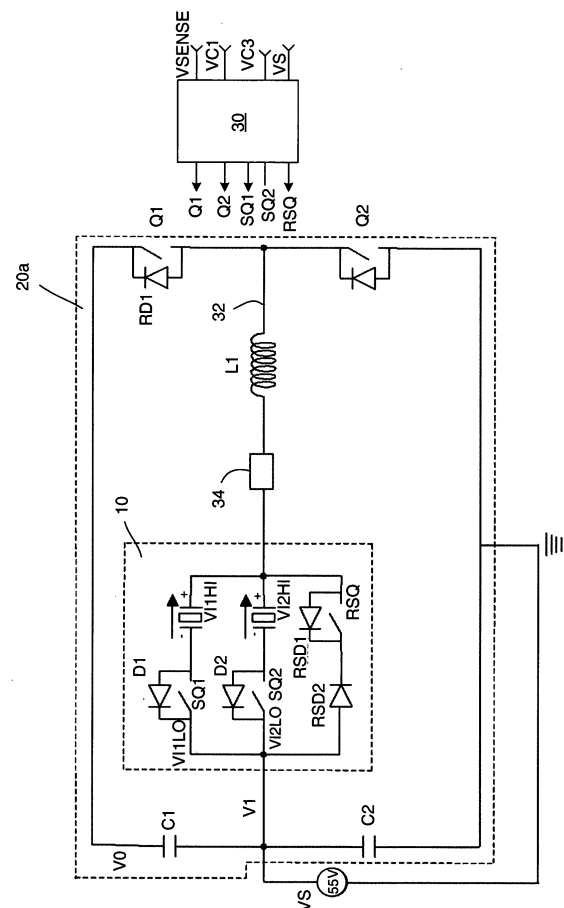 20a
VSENSE
VC1
VC3
VS
30
Q1
Q2
SQ1
SQ2
RSQ
Q1
RD1
Q2
32
L1
34
10
D1
SQ1
VI1LO
- +
VI1HI
D2
SQ2
VI2LO
- +
VI2HI
RSD1
RSQ
RSD2
V0
C1
V1
C2
VS
55V